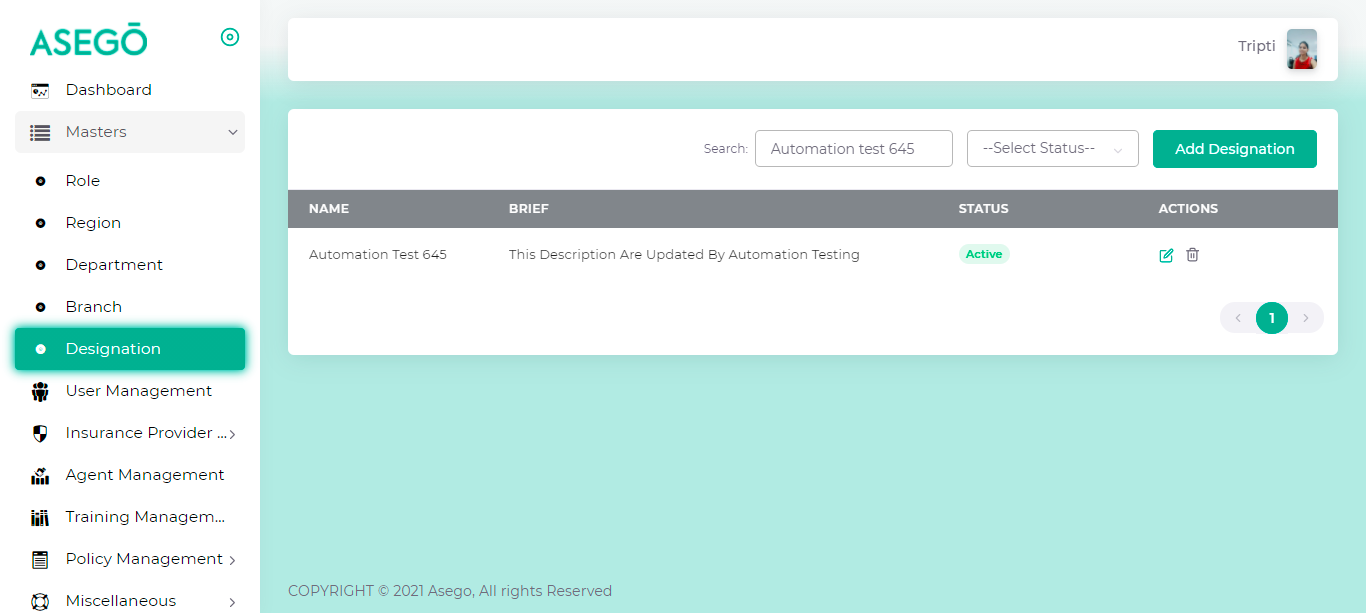 ASEGŌ
Dashboard
Masters
Role
Region
Department
Branch
Designation
User Management
Insurance Provider ...
Agent Management
Training Managem...
Policy Management
Miscellaneous
Tripti
Search: Automation test 645 --Select Status-- Add Designation
NAME BRIEF STATUS ACTIONS
Automation Test 645 This Description Are Updated By Automation Testing Active
1
COPYRIGHT © 2021 Asego, All rights Reserved